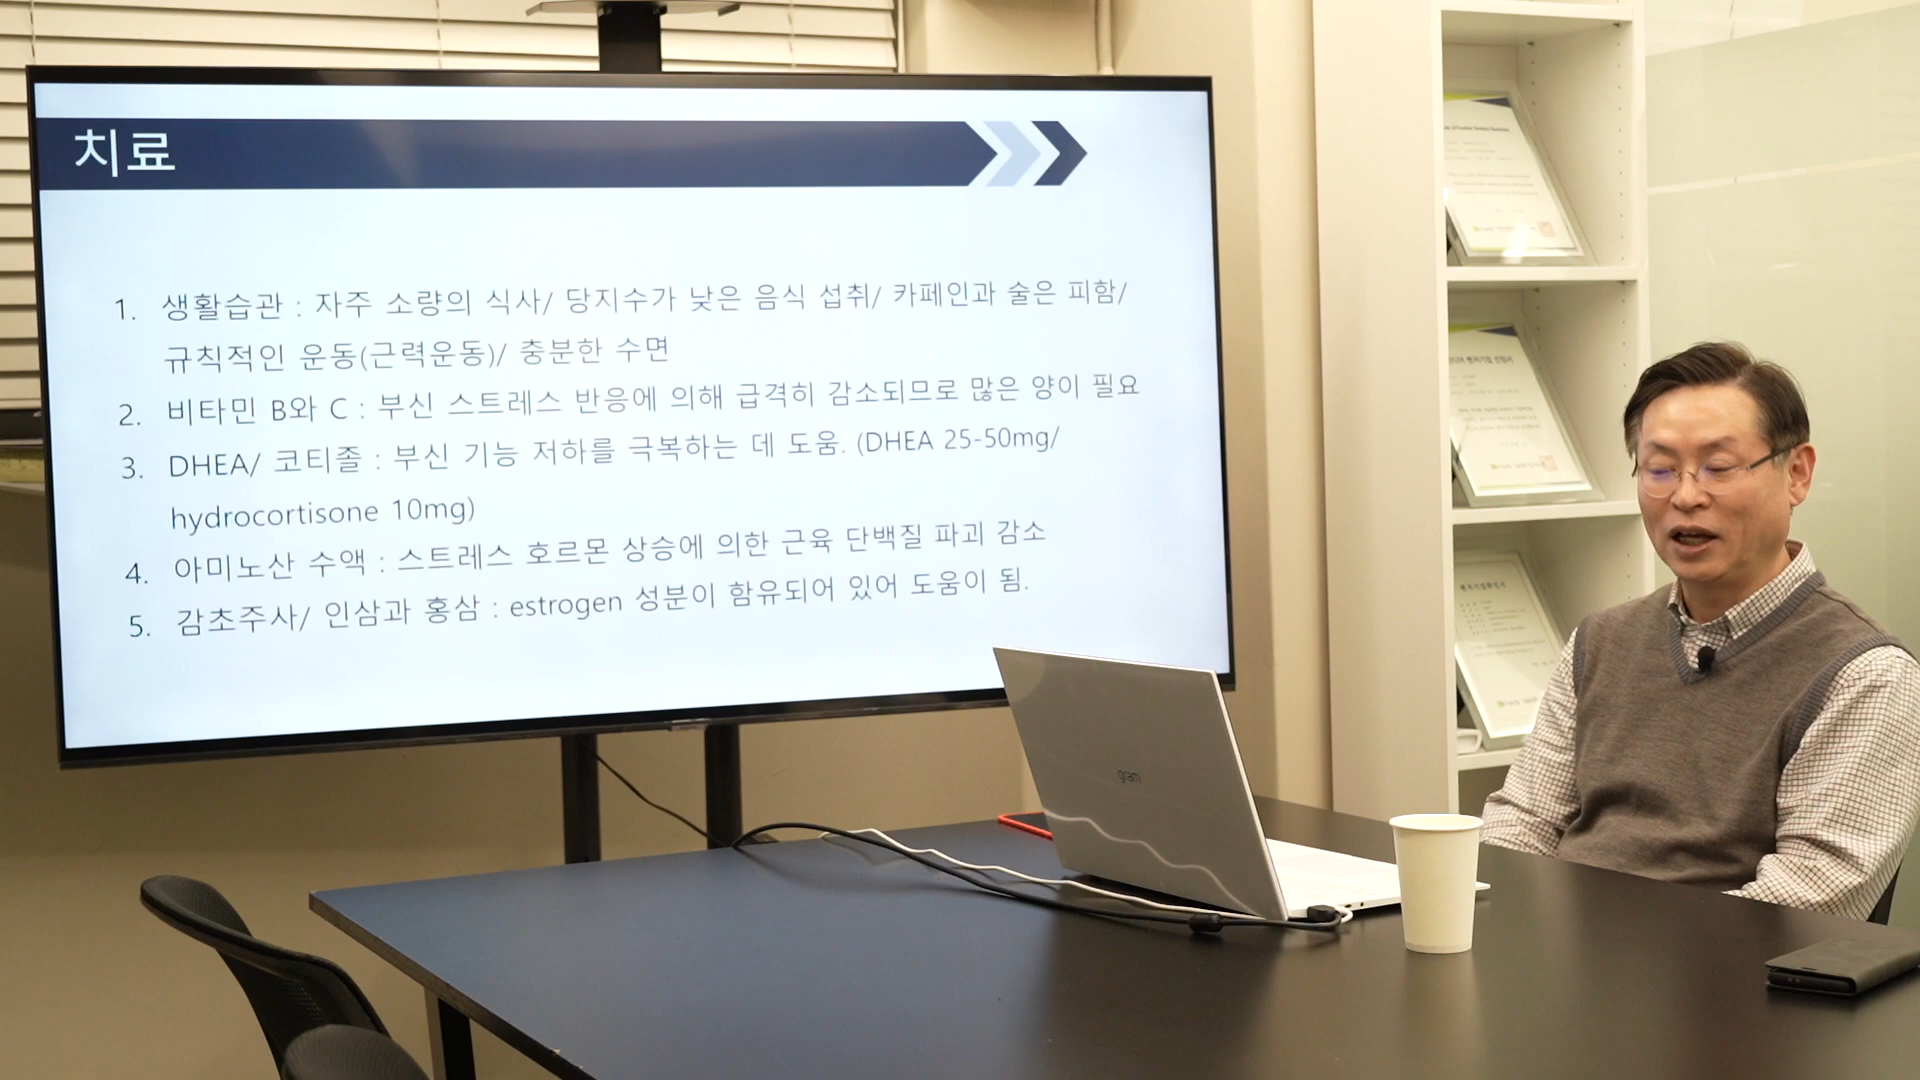 치료
1. 생활습관 : 자주 소량의 식사/ 당지수가 낮은 음식 섭취/ 카페인과 술은 피함/
규칙적인 운동(근력운동)/ 충분한 수면
2. 비타민 B와 C : 부신 스트레스 반응에 의해 급격히 감소되므로 많은 양이 필요
3. DHEA/ 코티졸 : 부신 기능 저하를 극복하는 데 도움. (DHEA 25-50mg/
hydrocortisone 10mg)
4. 아미노산 수액 : 스트레스 호르몬 상승에 의한 근육 단백질 파괴 감소
5. 감초주사/ 인삼과 홍삼 : estrogen 성분이 함유되어 있어 도움이 됨.
gram